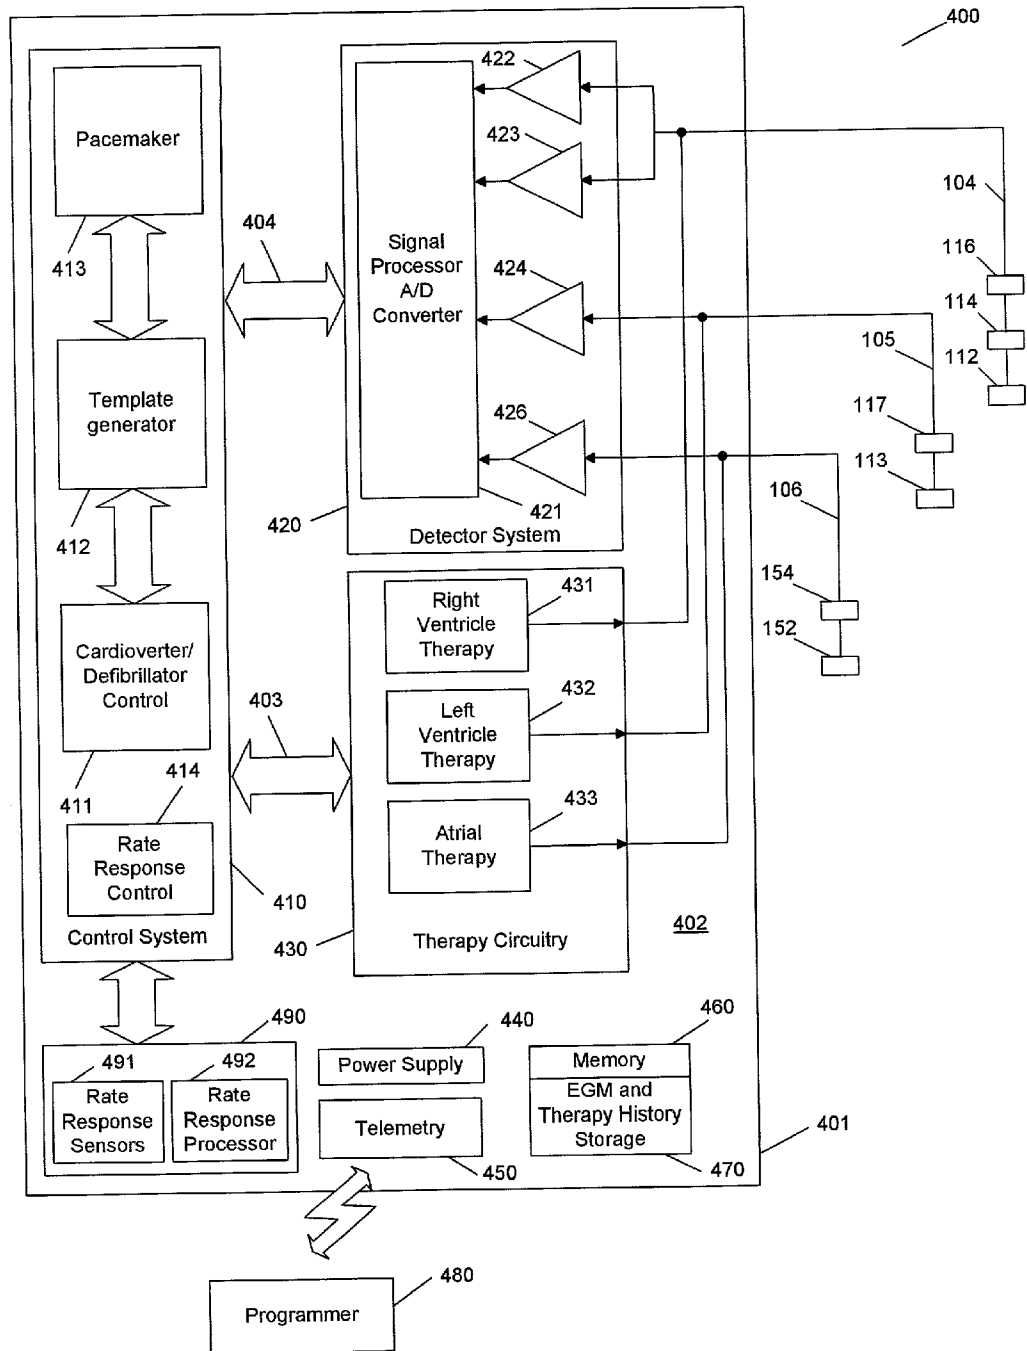 400
422
Pacemaker
423
104
413
404
Signal
Processor
A/D
Converter
424
116
114
105
112
Template
generator
426
117
113
412
420
421
106
Detector System
154
152
Cardioverter/
Defibrillator
Control
Right
Ventricle
Therapy
431
403
Left
Ventricle
Therapy
432
411
414
Atrial
Therapy
433
Rate
Response
Control
410
Control System
430
Therapy Circuitry
402
490
440
460
491
492
Rate
Response
Sensors
Rate
Response
Processor
Power Supply
Memory
EGM and
Therapy History
Storage
Telemetry
401
450
470
480
Programmer